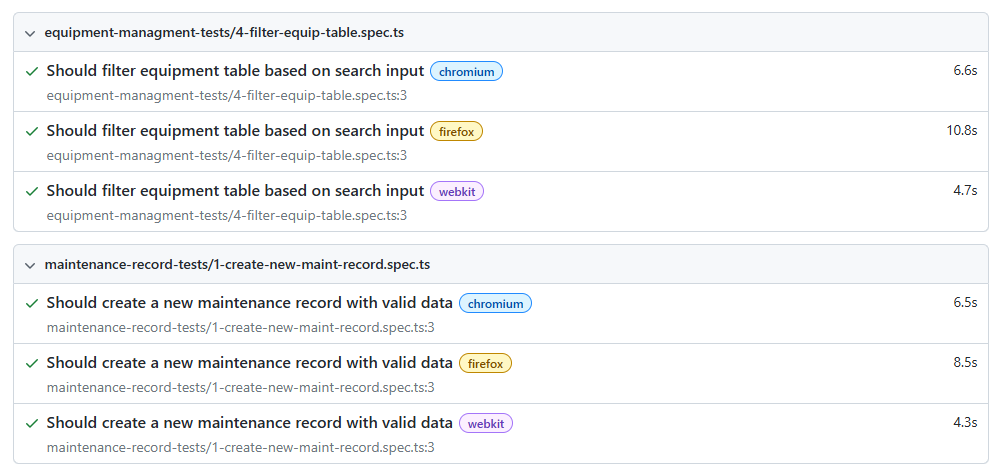 equipment-managment-tests/4-filter-equip-table.spec.ts
Should filter equipment table based on search input chromium 6.6s
equipment-managment-tests/4-filter-equip-table.spec.ts:3
Should filter equipment table based on search input firefox 10.8s
equipment-managment-tests/4-filter-equip-table.spec.ts:3
Should filter equipment table based on search input webkit 4.7s
equipment-managment-tests/4-filter-equip-table.spec.ts:3
maintenance-record-tests/1-create-new-maint-record.spec.ts
Should create a new maintenance record with valid data chromium 6.5s
maintenance-record-tests/1-create-new-maint-record.spec.ts:3
Should create a new maintenance record with valid data firefox 8.5s
maintenance-record-tests/1-create-new-maint-record.spec.ts:3
Should create a new maintenance record with valid data webkit 4.3s
maintenance-record-tests/1-create-new-maint-record.spec.ts:3